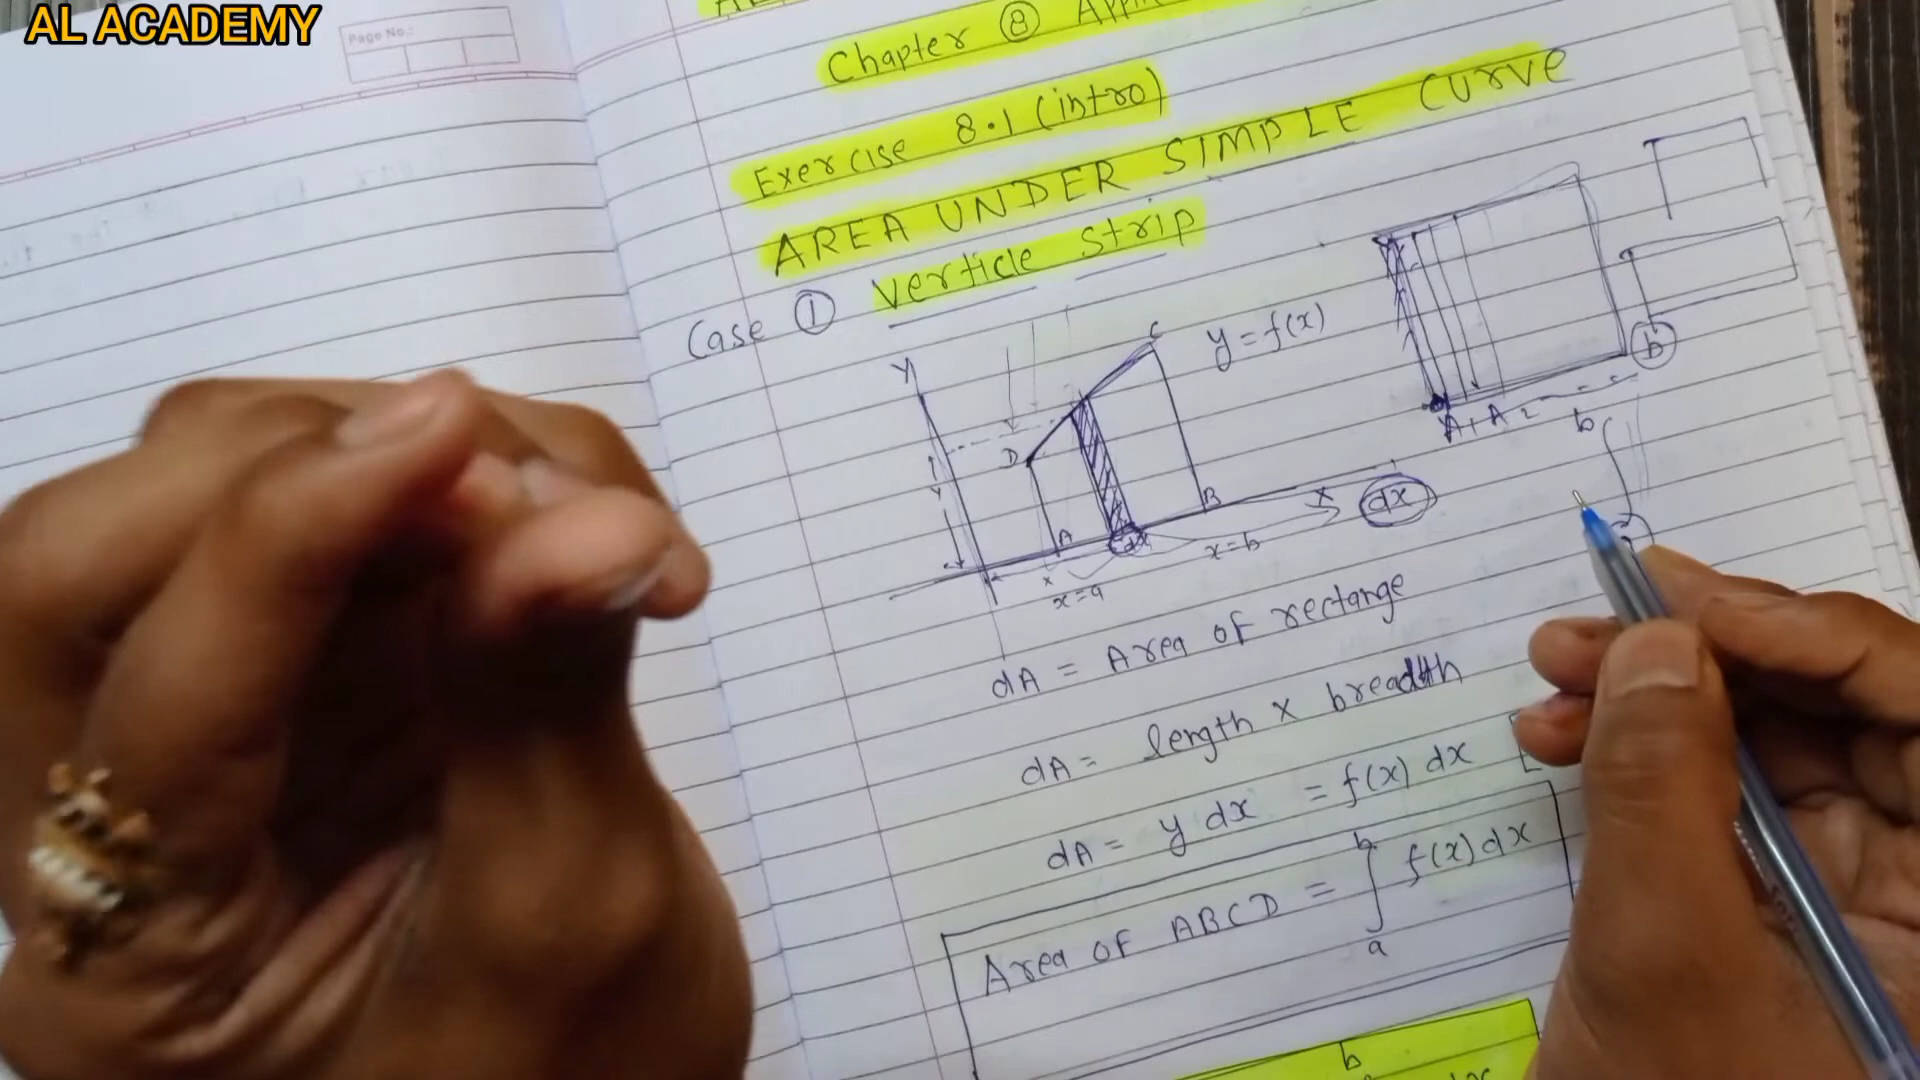 AL ACADEMY
Page No.:
Chapter ⑧
Exercise 8.1 (intro)
AREA UNDER SIMPLE CURVE
Case ① Verticle Strip
y = f(x)
Y
C
D
A
B
X
dx
dx
x=a
x=b
b
A1 A2
b
dA = Area of rectange
dA = length x breadth
dA = y dx = f(x) dx
b
Area of ABCD = ∫ f(x) dx
a
b